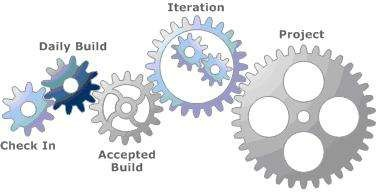 Iteration
Project
Daily Build
Check In
Accepted
Build